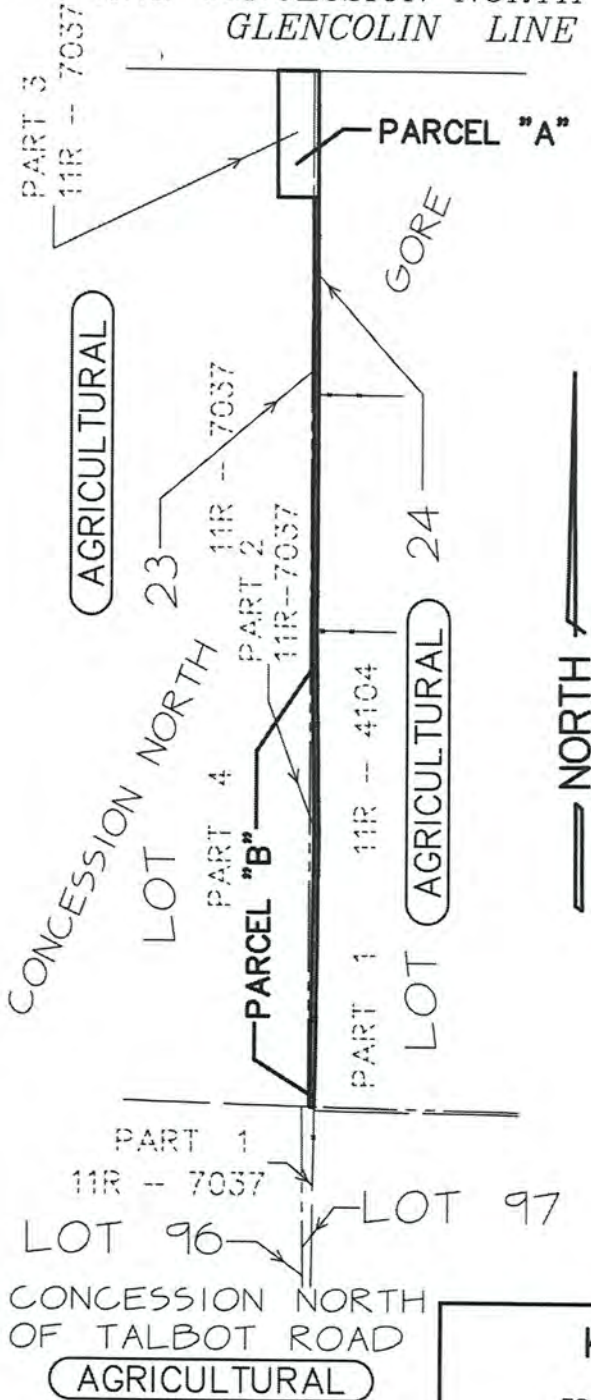 GLENCOLIN LINE
PART 3
11R -- 7037
PARCEL "A"
GORE
AGRICULTURAL
23
11R -- 7037
PART 2
11R--7037
24
CONCESSION NORTH
LOT
PART 4
PARCEL "B"
PART 1 11R -- 4104
LOT
AGRICULTURAL
NORTH
PART 1
11R -- 7037
LOT 96
LOT 97
CONCESSION NORTH
OF TALBOT ROAD
AGRICULTURAL